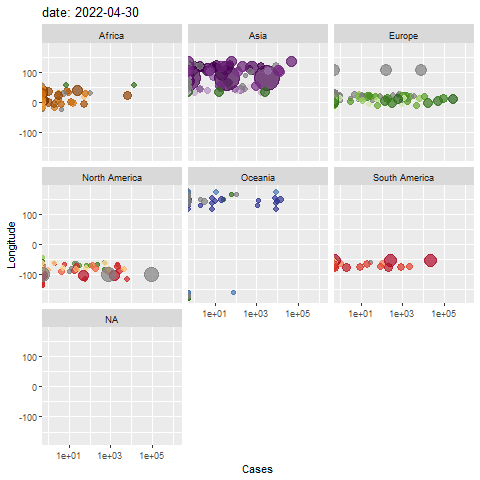 date: 2022-04-30
Africa Asia Europe
100
0
-100
North America Oceania South America
100
0
-100
1e+01 1e+03 1e+05 1e+01 1e+03 1e+05
NA
100
0
-100
1e+01 1e+03 1e+05
Longitude
Cases